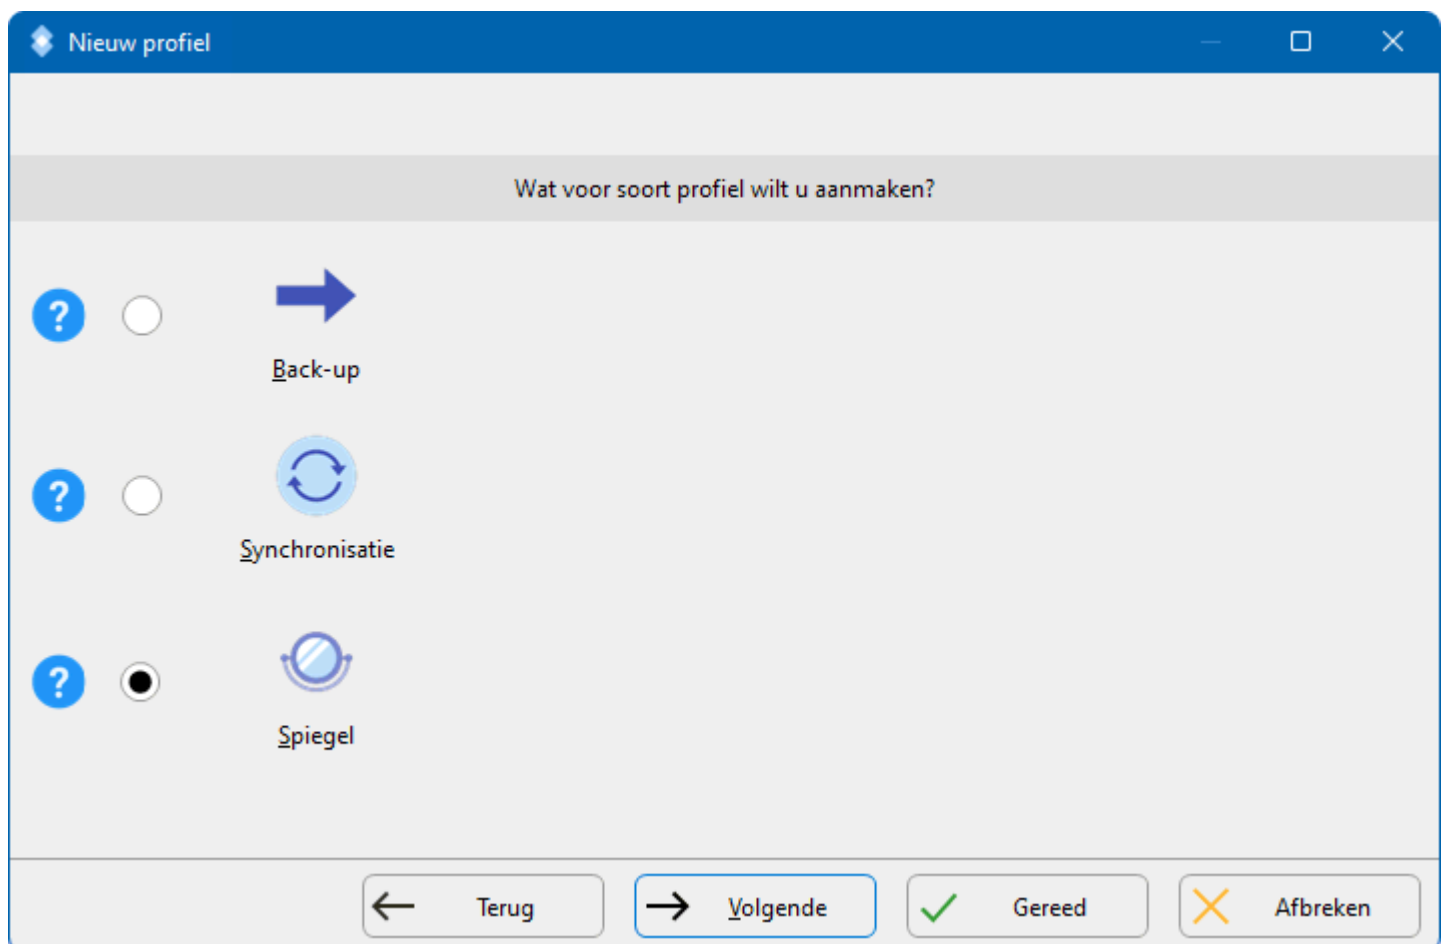 Nieuw profiel
Wat voor soort profiel wilt u aanmaken?
?
Back-up
?
Synchronisatie
?
Spiegel
Terug Volgende Gereed Afbreken